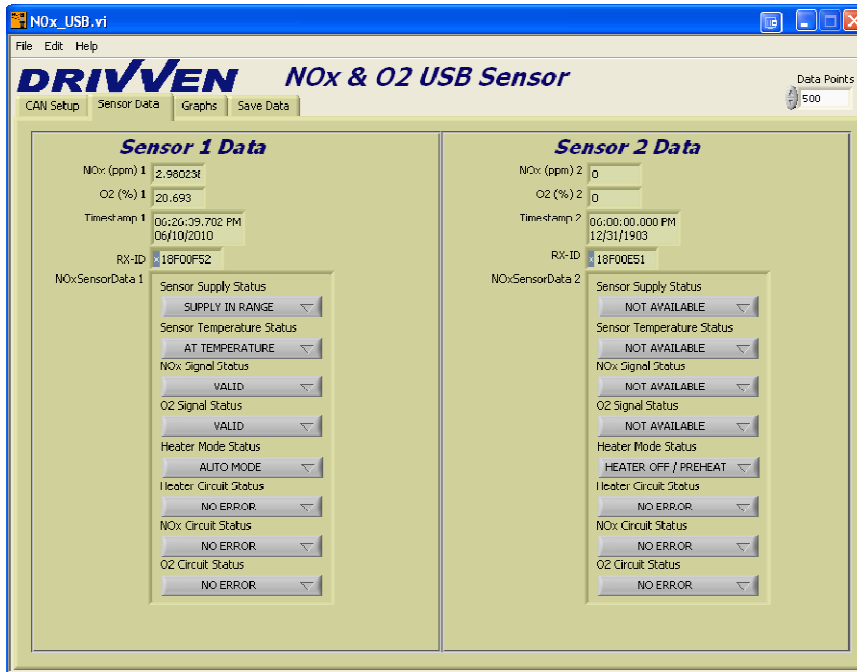 NOx_USB.vi
File Edit Help
DRIVVEN
NOx & O2 USB Sensor
Data Points
500
CAN Setup
Sensor Data
Graphs
Save Data
Sensor 1 Data
NOx (ppm) 1
2.980238
O2 (%) 1
20.693
Timestamp 1
06:26:39.702 PM
06/10/2010
RX-ID
x 18F00F52
NOxSensorData 1
Sensor Supply Status
SUPPLY IN RANGE
Sensor Temperature Status
AT TEMPERATURE
NOx Signal Status
VALID
O2 Signal Status
VALID
Heater Mode Status
AUTO MODE
Heater Circuit Status
NO ERROR
NOx Circuit Status
NO ERROR
O2 Circuit Status
NO ERROR
Sensor 2 Data
NOx (ppm) 2
0
O2 (%) 2
0
Timestamp 2
06:00:00.000 PM
12/31/1903
RX-ID
x 18F00E51
NOxSensorData 2
Sensor Supply Status
NOT AVAILABLE
Sensor Temperature Status
NOT AVAILABLE
NOx Signal Status
NOT AVAILABLE
O2 Signal Status
NOT AVAILABLE
Heater Mode Status
HEATER OFF / PREHEAT
Heater Circuit Status
NO ERROR
NOx Circuit Status
NO ERROR
O2 Circuit Status
NO ERROR